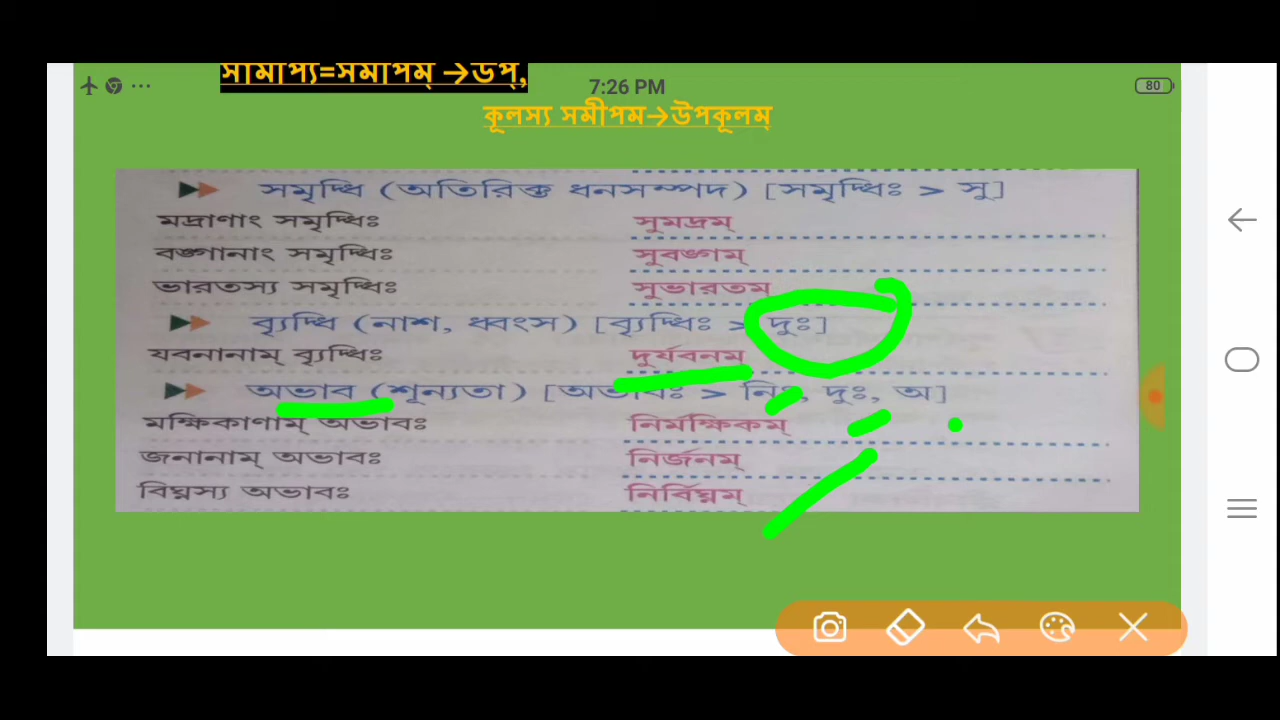 সামীপ্য=সমীপম্ →উপ্,
7:26 PM
80
কূলস্য সমীপম→উপকূলম্
সমৃদ্ধি (অতিরিক্ত ধনসম্পদ) [সমৃদ্ধিঃ > সু]
মদ্রাণাং সমৃদ্ধিঃ সুমদ্রম্
বঙ্গানাং সমৃদ্ধিঃ সুবঙ্গম্
ভারতস্য সমৃদ্ধিঃ সুভারতম্
ব্যৃদ্ধি (নাশ, ধ্বংস) [ব্যৃদ্ধিঃ > দুঃ]
যবনানাম্ ব্যৃদ্ধিঃ দুর্যবনম্
অভাব (শূন্যতা) [অভাবঃ > নিঃ, দুঃ, অ]
মক্ষিকাণাম্ অভাবঃ নির্মক্ষিকম্
জনানাম্ অভাবঃ নির্জনম্
বিঘ্নস্য অভাবঃ নির্বিঘ্নম্